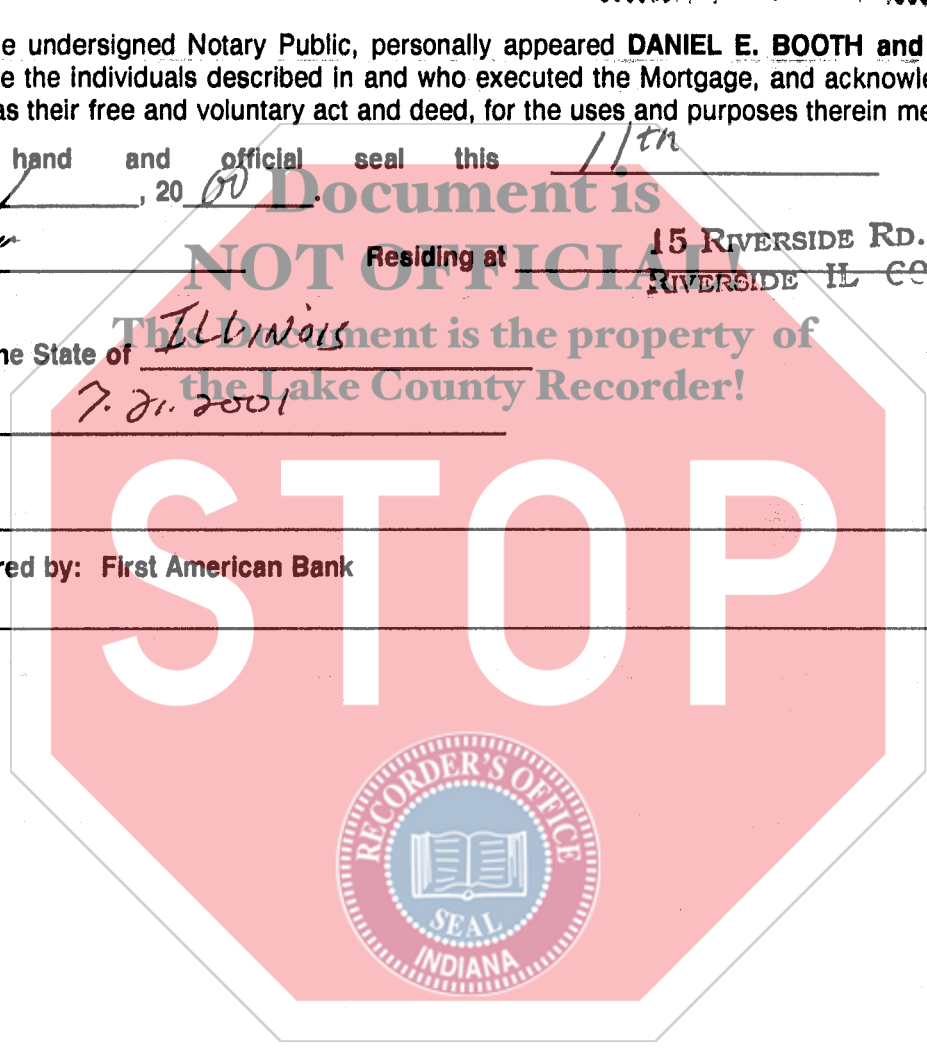 e undersigned Notary Public, personally appeared DANIEL E. BOOTH and
e the individuals described in and who executed the Mortgage, and acknowle
as their free and voluntary act and deed, for the uses and purposes therein me
hand and official seal this 11th
, 20 00 .
Document is
NOT OFFICIAL!
Residing at 15 RIVERSIDE RD.
RIVERSIDE IL
This Document is the property of
ne State of ILLINOIS
the Lake County Recorder!
7.21.2001
STOP
red by: First American Bank
RECORDER'S OFFICE
SEAL
INDIANA